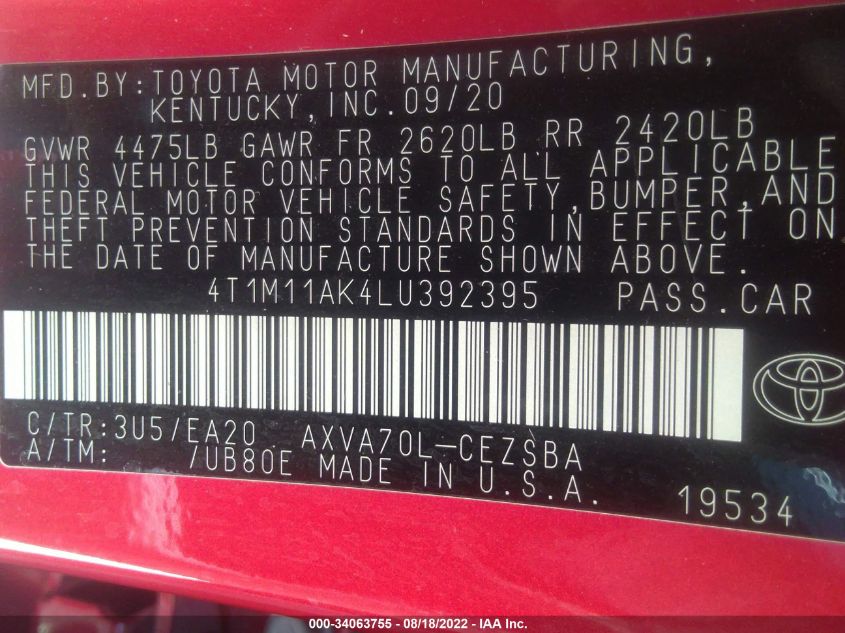 MFD.BY:TOYOTA MOTOR MANUFACTURING,
KENTUCKY,INC.09/20
GVWR 4475LB GAWR FR 2620LB RR 2420LB
THIS VEHICLE CONFORMS TO ALL APPLICABLE
FEDERAL MOTOR VEHICLE SAFETY,BUMPER,AND
THEFT PREVENTION STANDARDS IN EFFECT ON
THE DATE OF MANUFACTURE SHOWN ABOVE.
4T1M11AK4LU392395 PASS.CAR
C/TR:3U5/EA20 AXVA70L-CEZSBA
A/TM: /UB80E MADE IN U.S.A.
19534
000-34063755 - 08/18/2022 - IAA Inc.